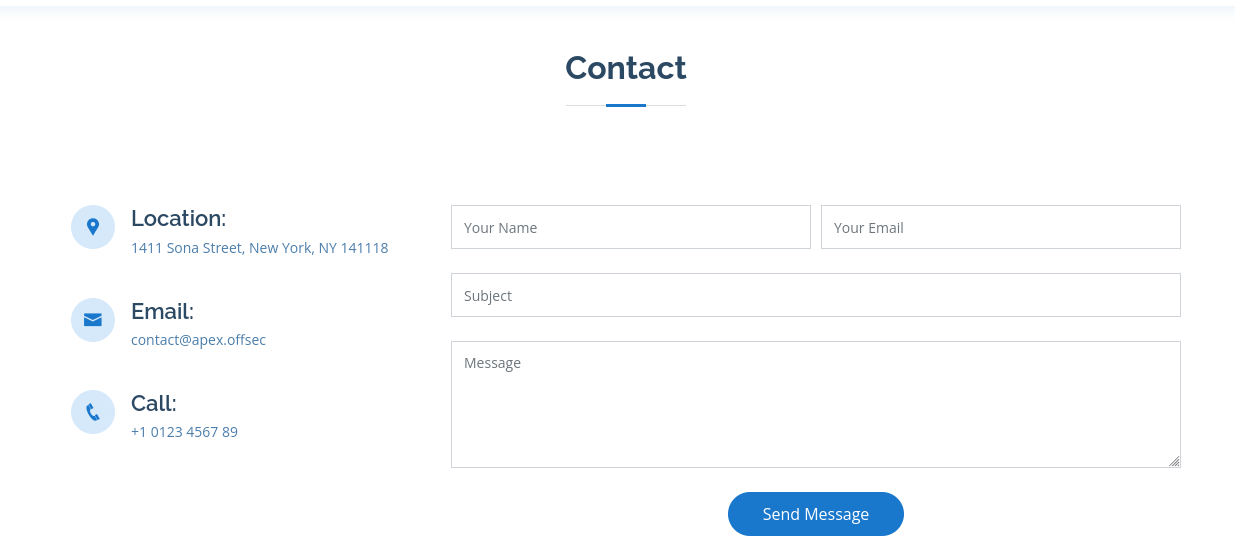 Contact
Location:
1411 Sona Street, New York, NY 141118
Email:
contact@apex.offsec
Call:
+1 0123 4567 89
Your Name
Your Email
Subject
Message
Send Message